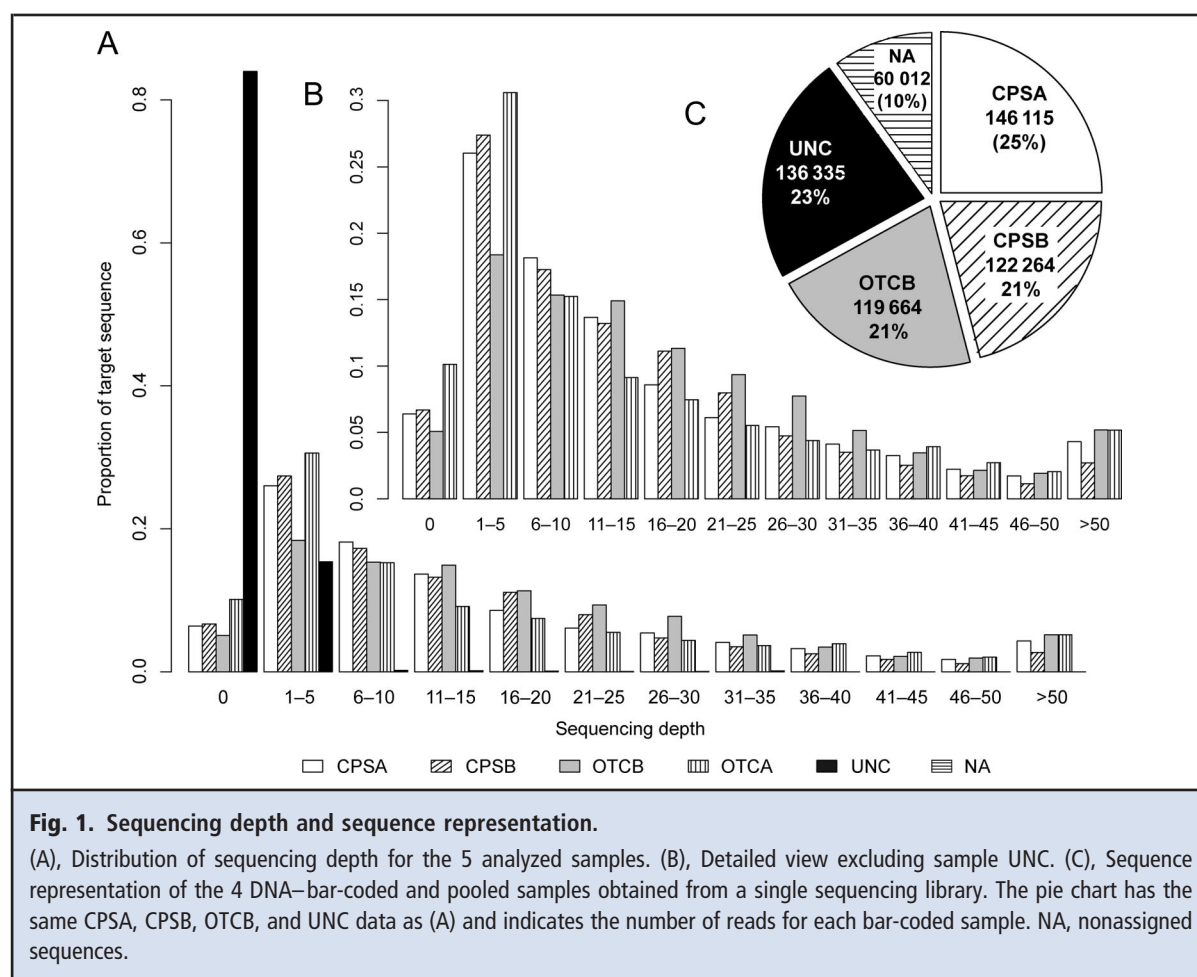 A
Proportion of target sequence
0.8
0.6
0.4
0.2
0.0
0
1–5
6–10
11–15
16–20
21–25
26–30
31–35
36–40
41–45
46–50
>50
Sequencing depth
B
0.3
0.25
0.2
0.15
0.1
0.05
0.0
0
1–5
6–10
11–15
16–20
21–25
26–30
31–35
36–40
41–45
46–50
>50
C
NA
60 012
(10%)
CPSA
146 115
(25%)
UNC
136 335
23%
CPSB
122 264
21%
OTCB
119 664
21%
CPSA
CPSB
OTCB
OTCA
UNC
NA
Fig. 1. Sequencing depth and sequence representation.
(A), Distribution of sequencing depth for the 5 analyzed samples. (B), Detailed view excluding sample UNC. (C), Sequence
representation of the 4 DNA–bar-coded and pooled samples obtained from a single sequencing library. The pie chart has the
same CPSA, CPSB, OTCB, and UNC data as (A) and indicates the number of reads for each bar-coded sample. NA, nonassigned
sequences.